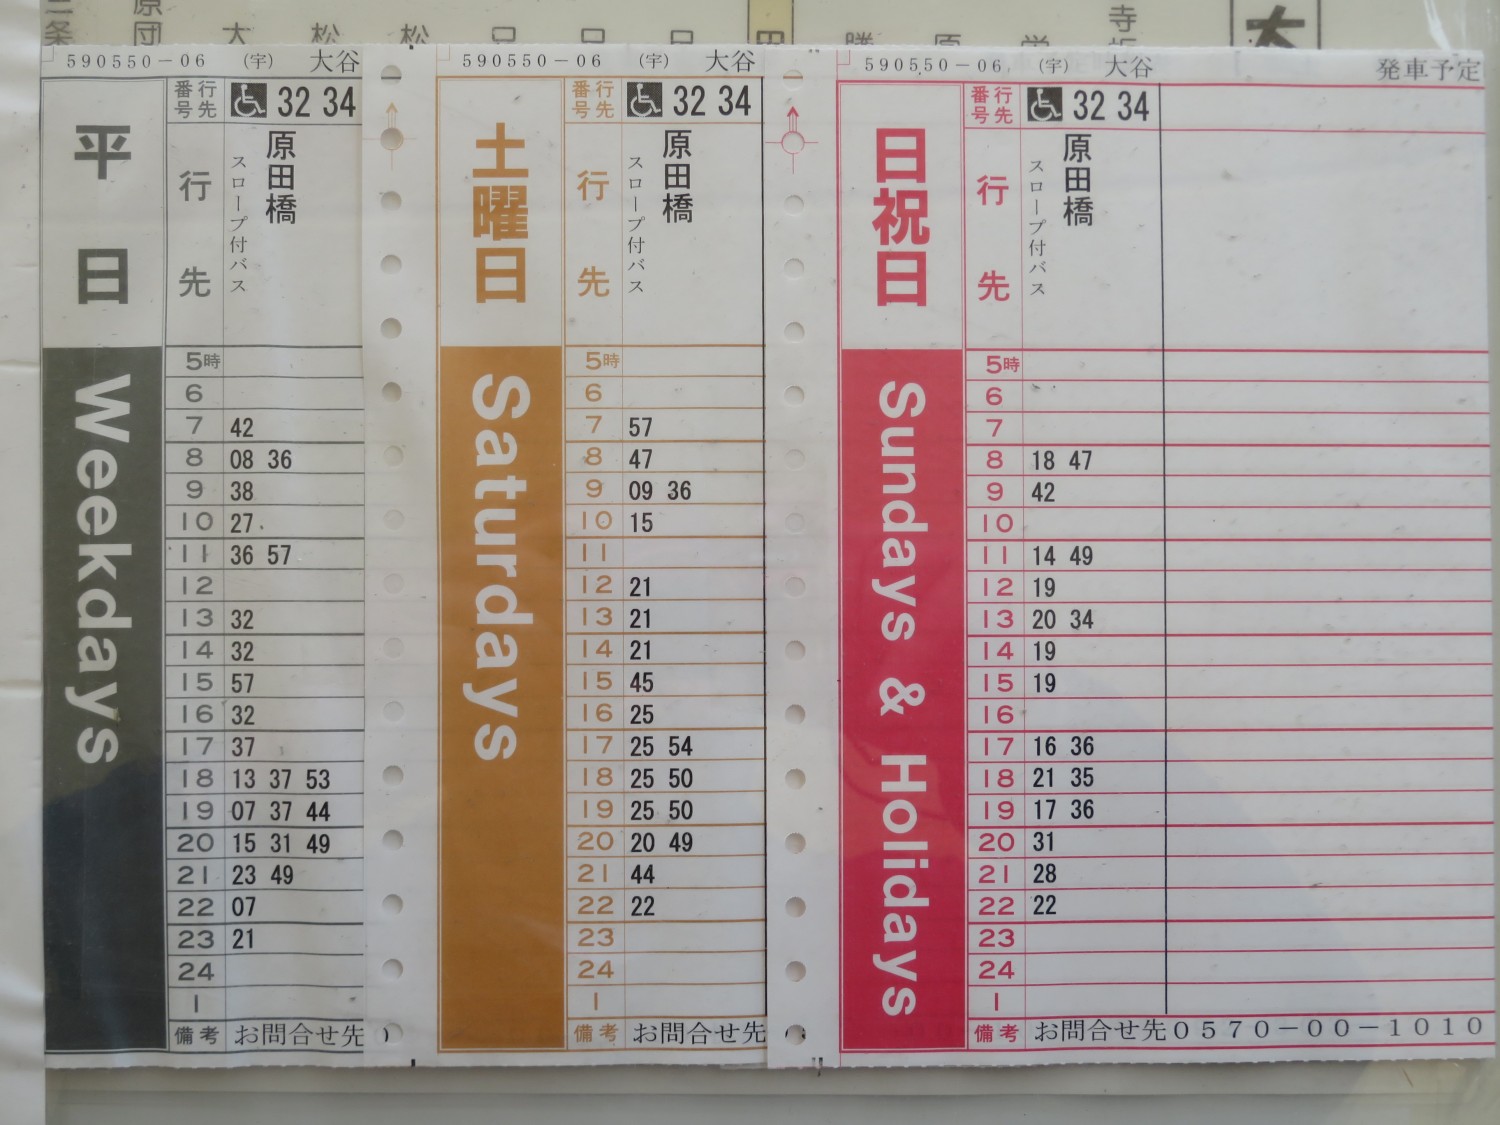 三条
原団
大
松
松
大
590550-06 (宇) 大谷
平日
Weekdays
番号 行先 32 34
行先
原田橋
スロープ付バス
5時
6
7 42
8 08 36
9 38
10 27
11 36 57
12
13 32
14 32
15 57
16 32
17 37
18 13 37 53
19 07 37 44
20 15 31 49
21 23 49
22 07
23 21
24
1
備考 お問合せ先
590550-06 (宇) 大谷
土曜日
Saturdays
番号 行先 32 34
行先
原田橋
スロープ付バス
5時
6
7 57
8 47
9 09 36
10 15
11
12 21
13 21
14 21
15 45
16 25
17 25 54
18 25 50
19 25 50
20 20 49
21 44
22 22
23
24
1
備考 お問合せ先
590550-06 (宇) 大谷 発車予定
日祝日
Sundays & Holidays
番号 行先 32 34
行先
原田橋
スロープ付バス
5時
6
7
8 18 47
9 42
10
11 14 49
12 19
13 20 34
14 19
15 19
16
17 16 36
18 21 35
19 17 36
20 31
21 28
22 22
23
24
1
備考 お問合せ先0570-00-1010